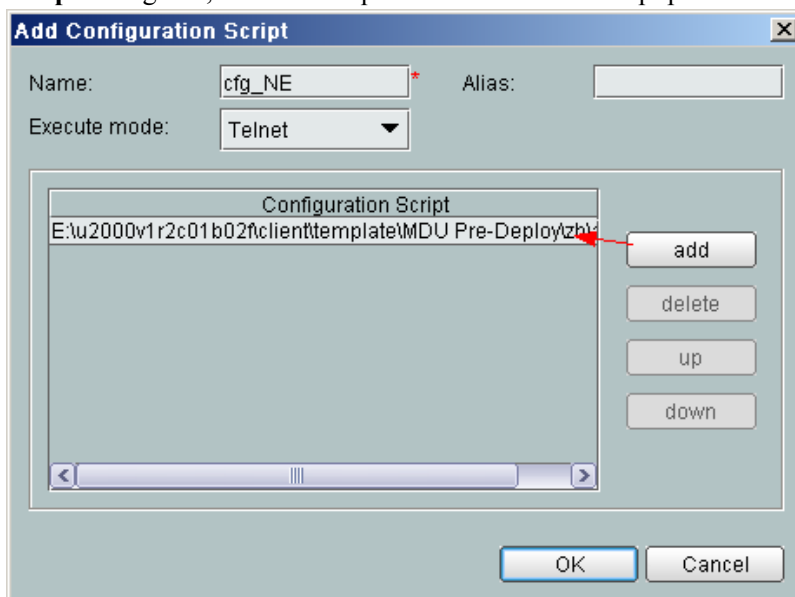 Add Configuration Script
Name: cfg_NE * Alias:
Execute mode: Telnet
Configuration Script
E:\u2000v1r2c01b02f\client\template\MDU Pre-Deploy\zh\
add
delete
up
down
OK Cancel